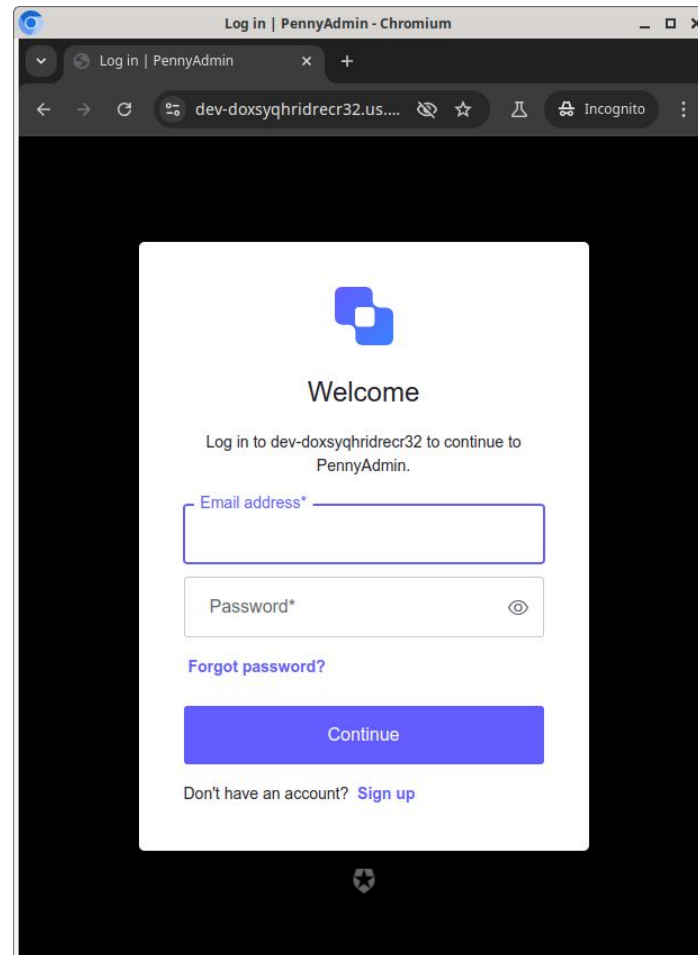 Log in | PennyAdmin - Chromium
Log in | PennyAdmin
dev-doxsyqhridrecr32.us....
Incognito
Welcome
Log in to dev-doxsyqhridrecr32 to continue to
PennyAdmin.
Email address*
Password*
Forgot password?
Continue
Don't have an account? Sign up